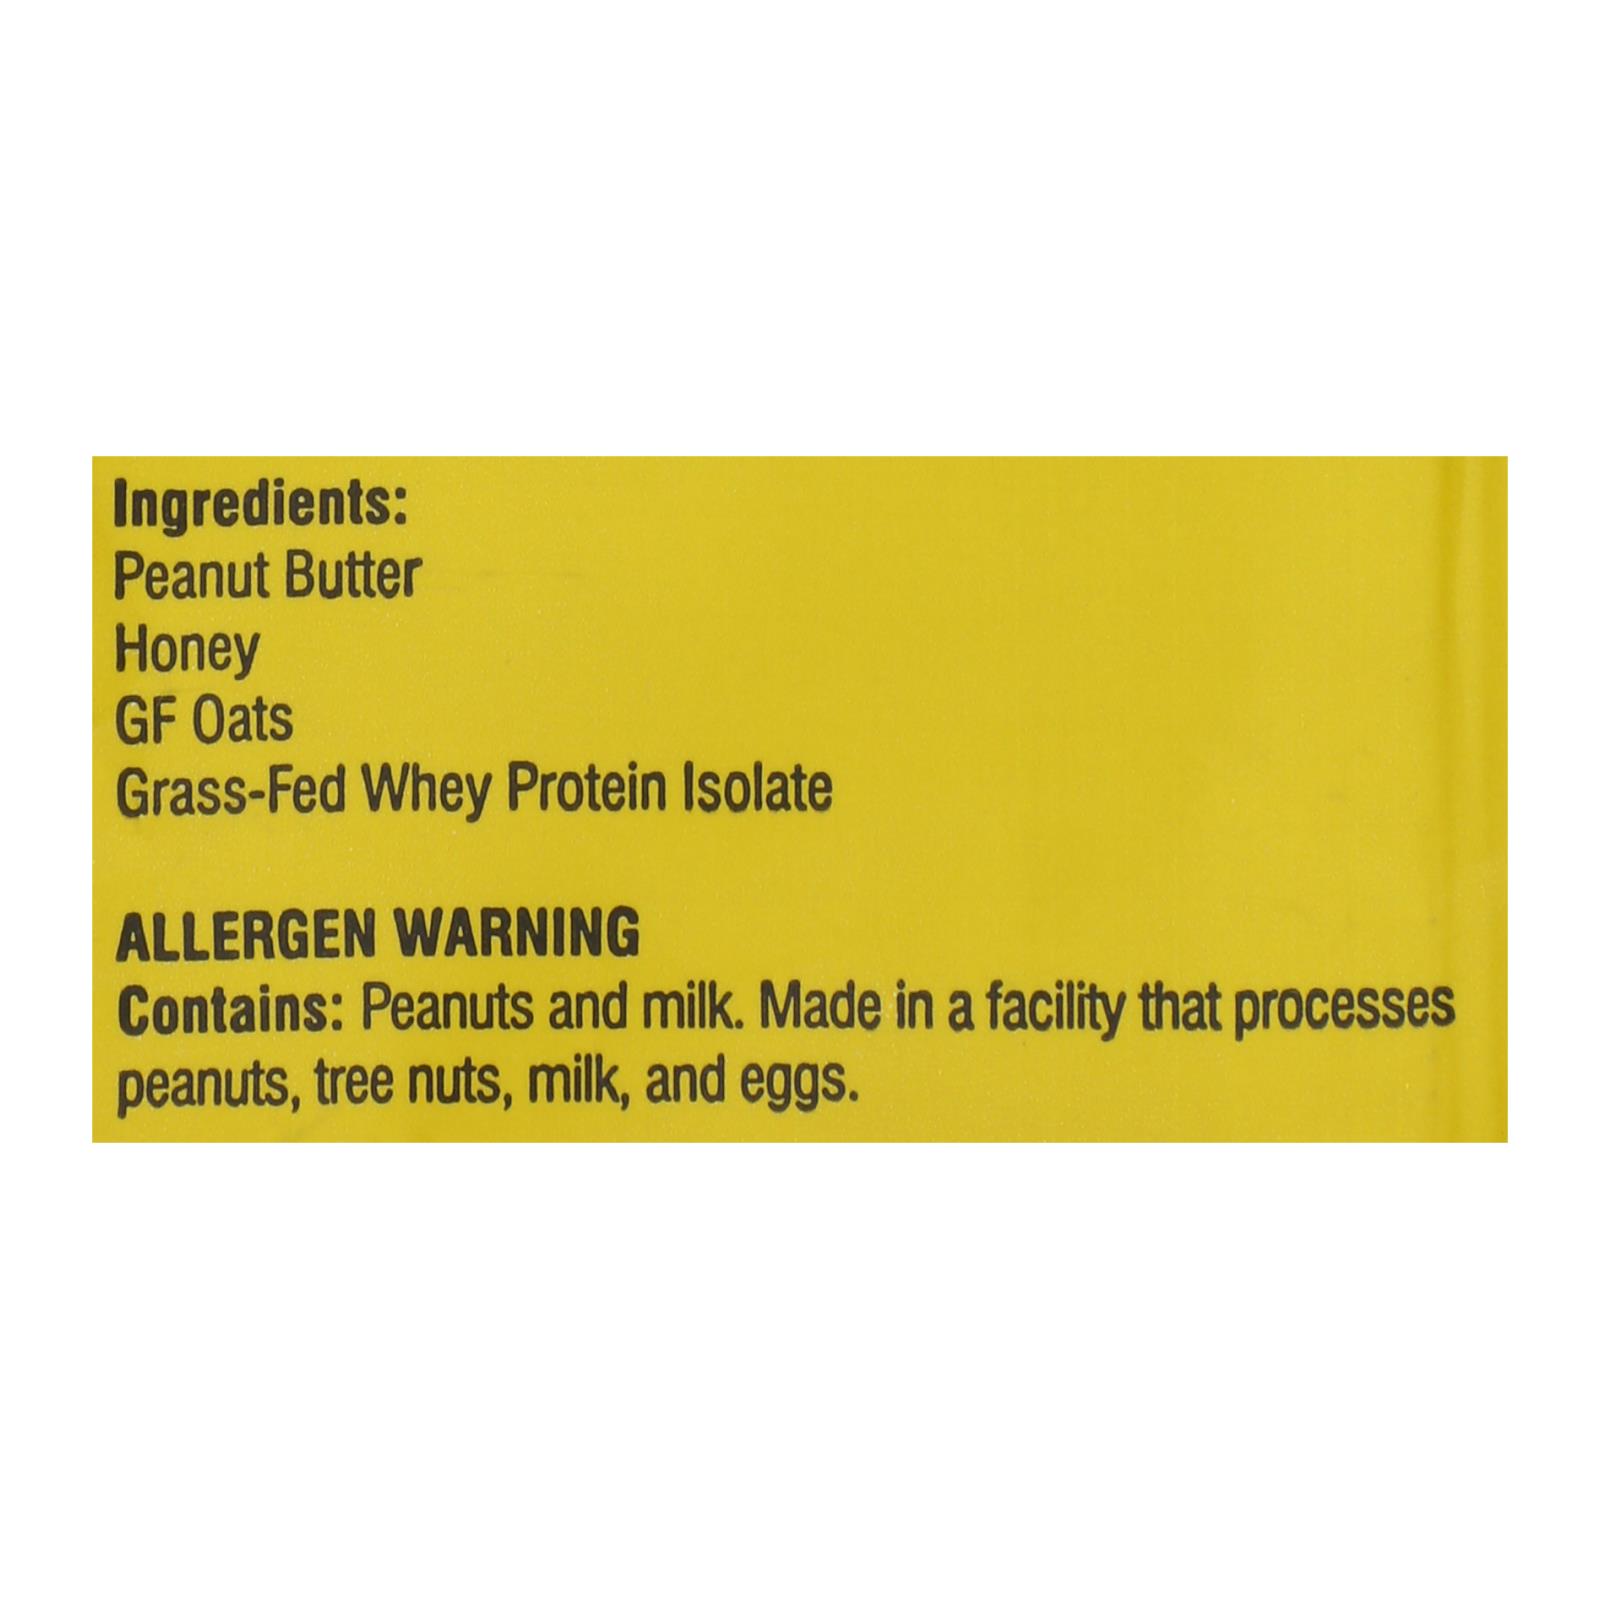 Ingredients:
Peanut Butter
Honey
GF Oats
Grass-Fed Whey Protein Isolate
ALLERGEN WARNING
Contains: Peanuts and milk. Made in a facility that processes
peanuts, tree nuts, milk, and eggs.